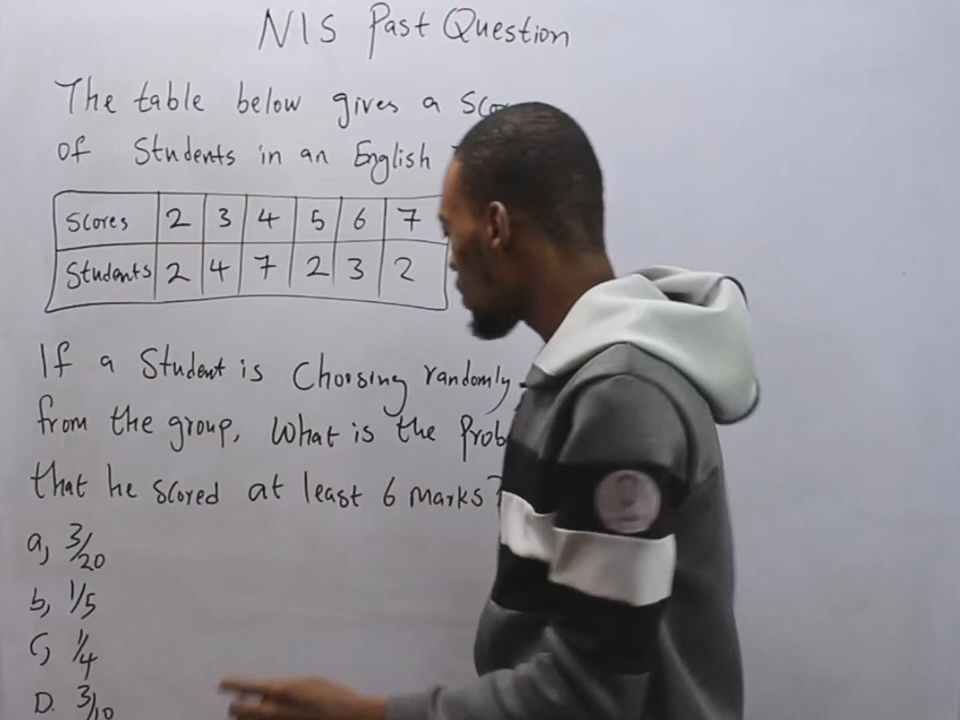 NIS Past Question
The table below gives a
of Students in an English
Scores 2 3 4 5 6 7
Students 2 4 7 2 3 2
If a Student is Choosing randomly
from the group, What is the
that he scored at least 6 marks?
a, 3/20
b, 1/5
C, 1/4
D. 3/10